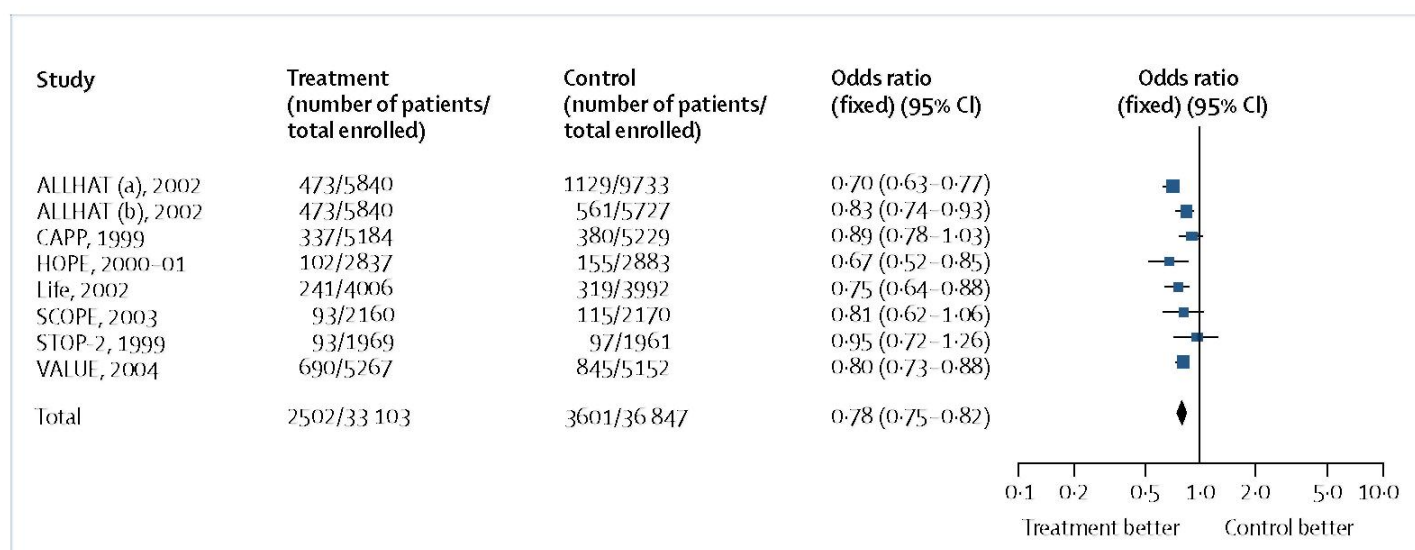 Study Treatment Control Odds ratio Odds ratio
(number of patients/ (number of patients/ (fixed) (95% CI) (fixed) (95% CI)
total enrolled) total enrolled)
ALLHAT (a), 2002 473/5840 1129/9733 0·70 (0·63–0·77)
ALLHAT (b), 2002 473/5840 561/5727 0·83 (0·74–0·93)
CAPP, 1999 337/5184 380/5229 0·89 (0·78–1·03)
HOPE, 2000–01 102/2837 155/2883 0·67 (0·52–0·85)
Life, 2002 241/4006 319/3992 0·75 (0·64–0·88)
SCOPE, 2003 93/2160 115/2170 0·81 (0·62–1·06)
STOP-2, 1999 93/1969 97/1961 0·95 (0·72–1·26)
VALUE, 2004 690/5267 845/5152 0·80 (0·73–0·88)
Total 2502/33 103 3601/36 847 0·78 (0·75–0·82)
0·1 0·2 0·5 1·0 2·0 5·0 10·0
Treatment better Control better